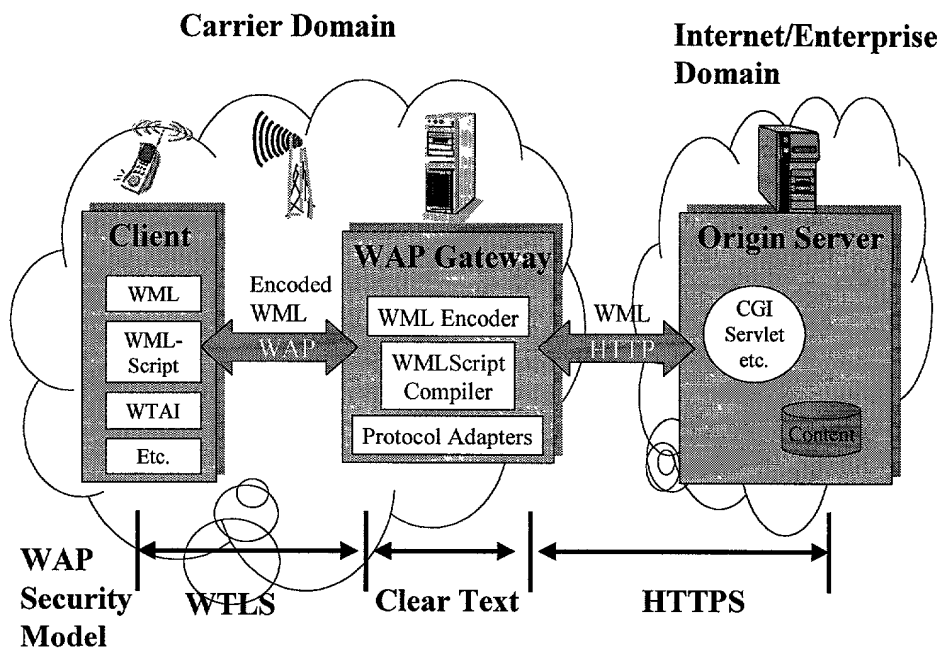 Carrier Domain
Internet/Enterprise
Domain
Client
WML
WML-
Script
WTAI
Etc.
Encoded
WML
WAP
WAP Gateway
WML Encoder
WMLScript
Compiler
Protocol Adapters
WML
HTTP
Origin Server
CGI
Servlet
etc.
Content
WAP
Security
Model
WTLS
Clear Text
HTTPS